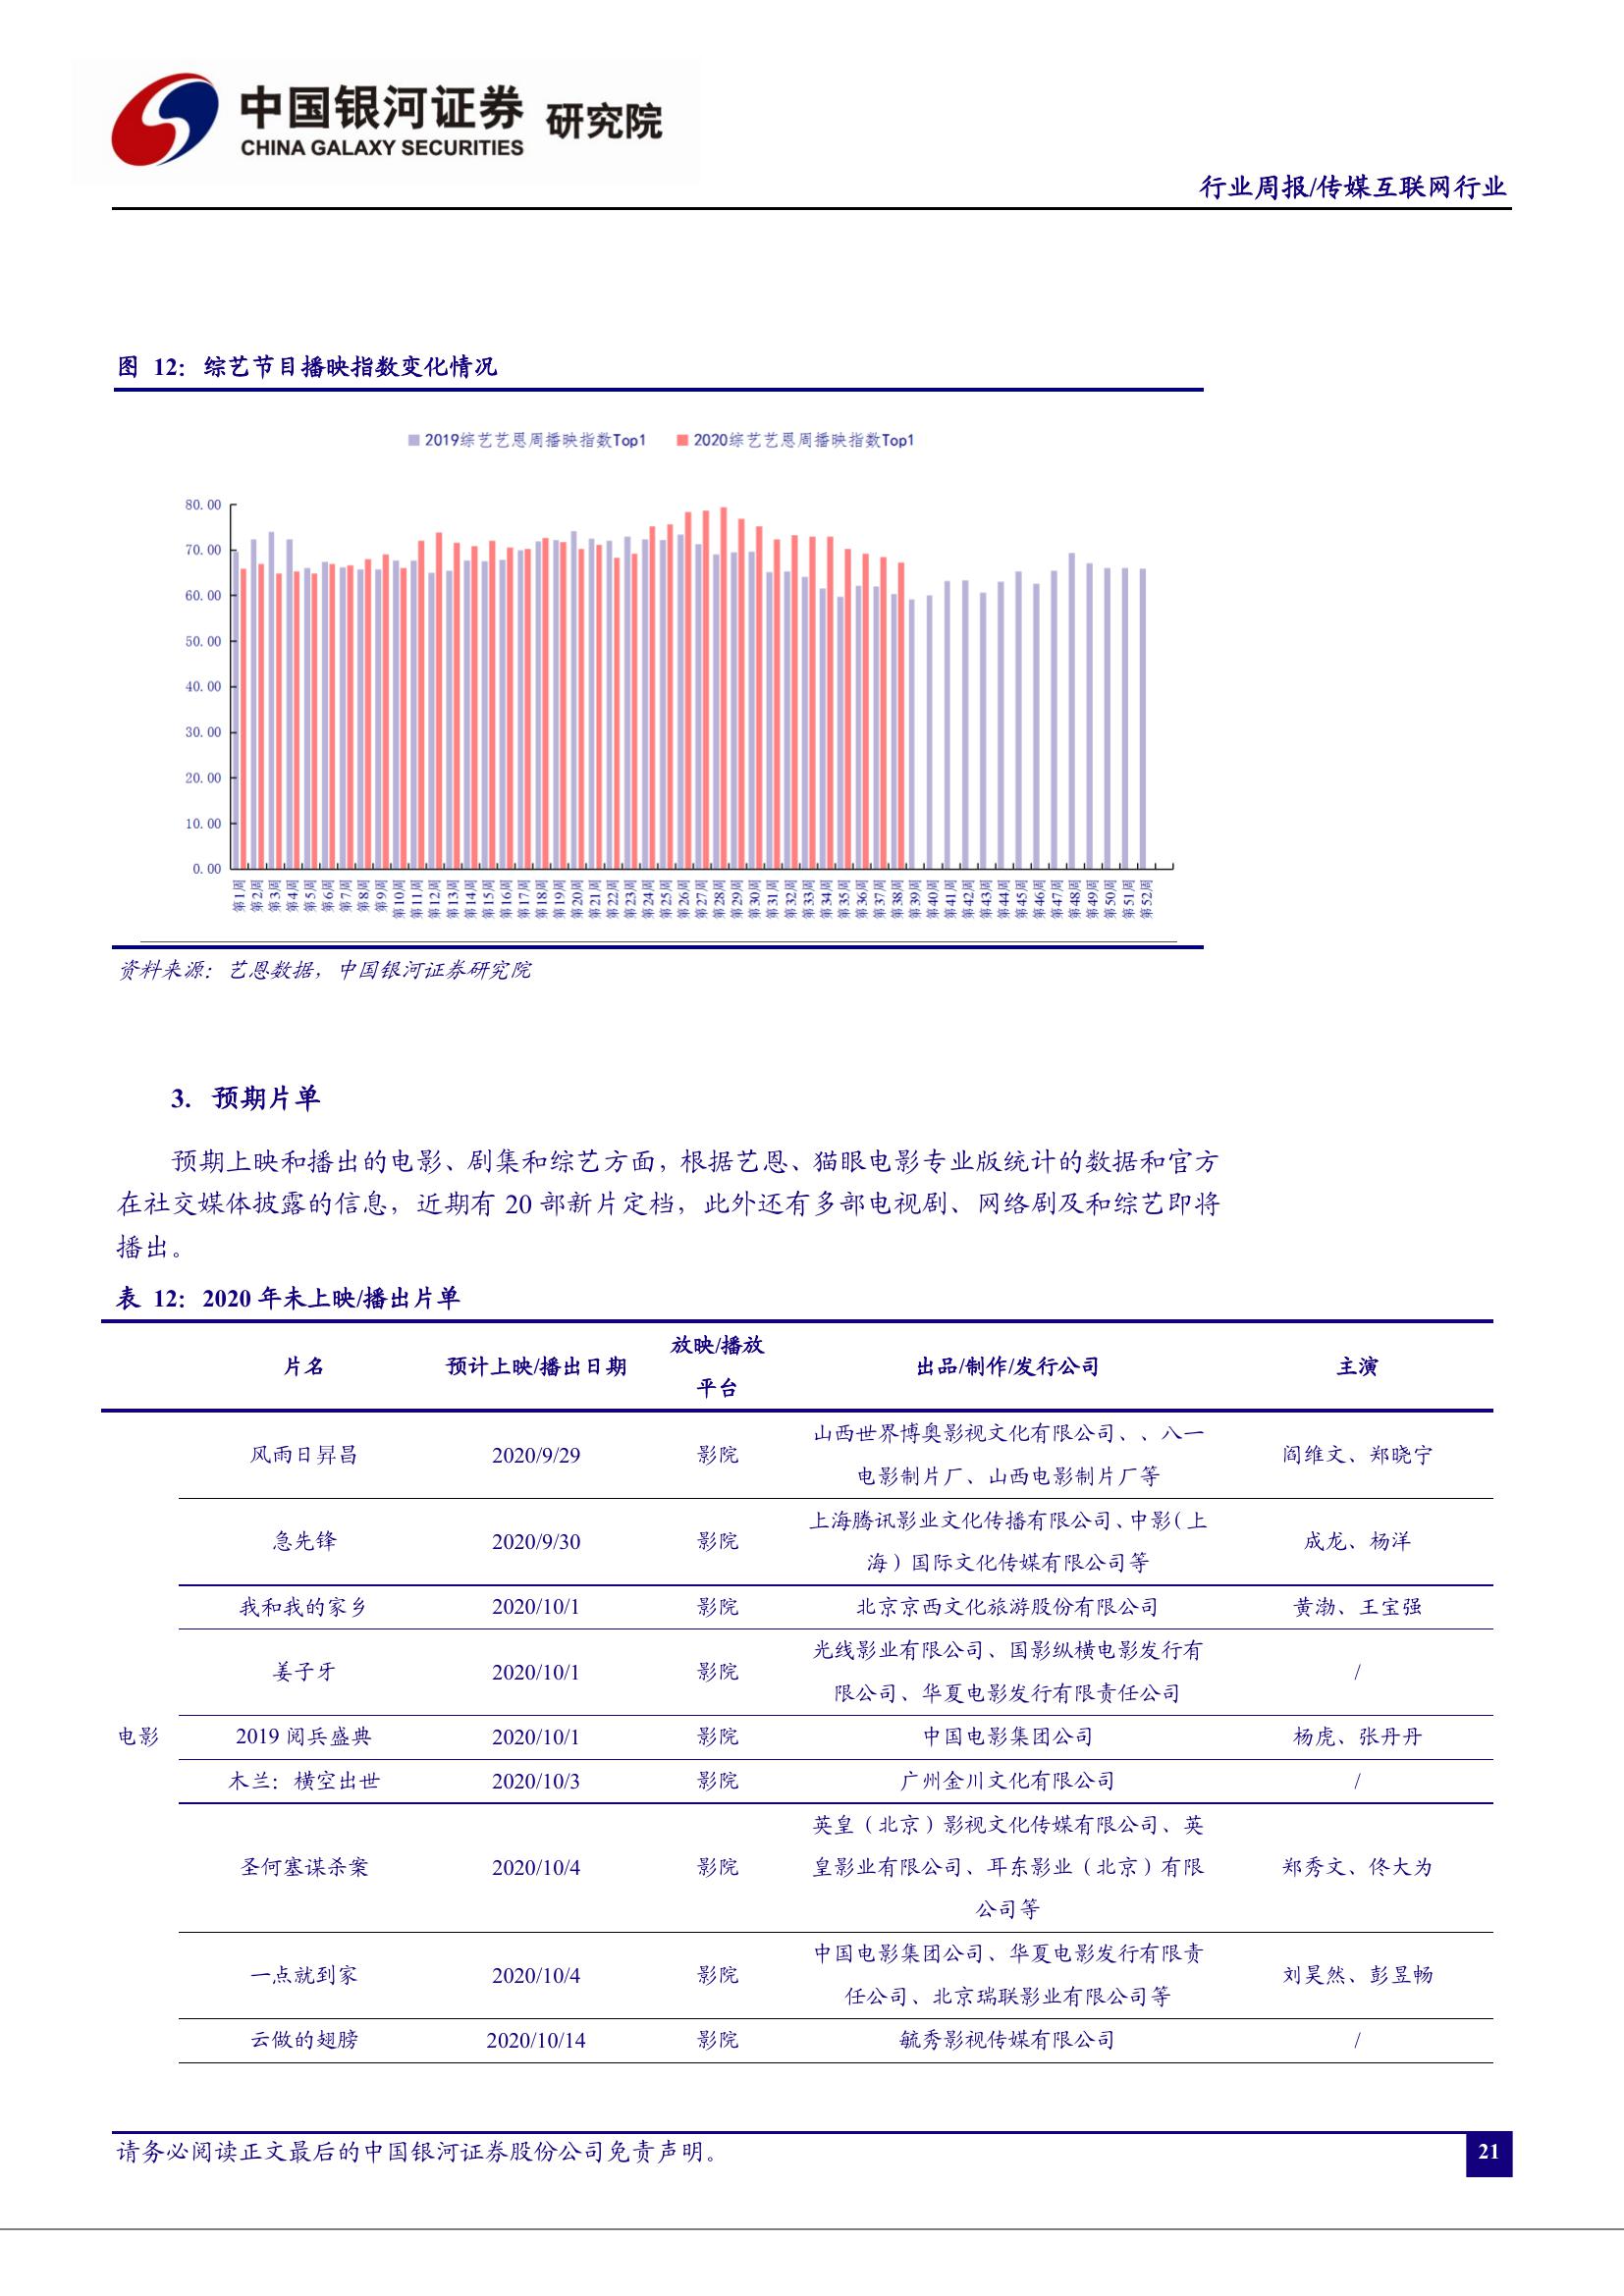 中国银河证券 研究院
CHINA GALAXY SECURITIES
行业周报/传媒互联网行业
图 12：综艺节目播映指数变化情况
2019综艺艺恩周播映指数Top1 2020综艺艺恩周播映指数Top1
80.00
70.00
60.00
50.00
40.00
30.00
20.00
10.00
0.00
第1周 第2周 第3周 第4周 第5周 第6周 第7周 第8周 第9周 第10周 第11周 第12周 第13周 第14周 第15周 第16周 第17周 第18周 第19周 第20周 第21周 第22周 第23周 第24周 第25周 第26周 第27周 第28周 第29周 第30周 第31周 第32周 第33周 第34周 第35周 第36周 第37周 第38周 第39周 第40周 第41周 第42周 第43周 第44周 第45周 第46周 第47周 第48周 第49周 第50周 第51周 第52周
资料来源：艺恩数据，中国银河证券研究院
3. 预期片单
预期上映和播出的电影、剧集和综艺方面，根据艺恩、猫眼电影专业版统计的数据和官方
在社交媒体披露的信息，近期有 20 部新片定档，此外还有多部电视剧、网络剧及和综艺即将
播出。
表 12：2020 年未上映/播出片单
片名 预计上映/播出日期 放映/播放 出品/制作/发行公司 主演
平台
山西世界博奥影视文化有限公司、、八一
风雨日昇昌 2020/9/29 影院 阎维文、郑晓宁
电影制片厂、山西电影制片厂等
上海腾讯影业文化传播有限公司、中影（上
急先锋 2020/9/30 影院 成龙、杨洋
海）国际文化传媒有限公司等
我和我的家乡 2020/10/1 影院 北京京西文化旅游股份有限公司 黄渤、王宝强
光线影业有限公司、国影纵横电影发行有
姜子牙 2020/10/1 影院 /
限公司、华夏电影发行有限责任公司
电影 2019 阅兵盛典 2020/10/1 影院 中国电影集团公司 杨虎、张丹丹
木兰：横空出世 2020/10/3 影院 广州金川文化有限公司 /
英皇（北京）影视文化传媒有限公司、英
圣何塞谋杀案 2020/10/4 影院 皇影业有限公司、耳东影业（北京）有限 郑秀文、佟大为
公司等
中国电影集团公司、华夏电影发行有限责
一点就到家 2020/10/4 影院 刘昊然、彭昱畅
任公司、北京瑞联影业有限公司等
云做的翅膀 2020/10/14 影院 毓秀影视传媒有限公司 /
请务必阅读正文最后的中国银河证券股份公司免责声明。
21